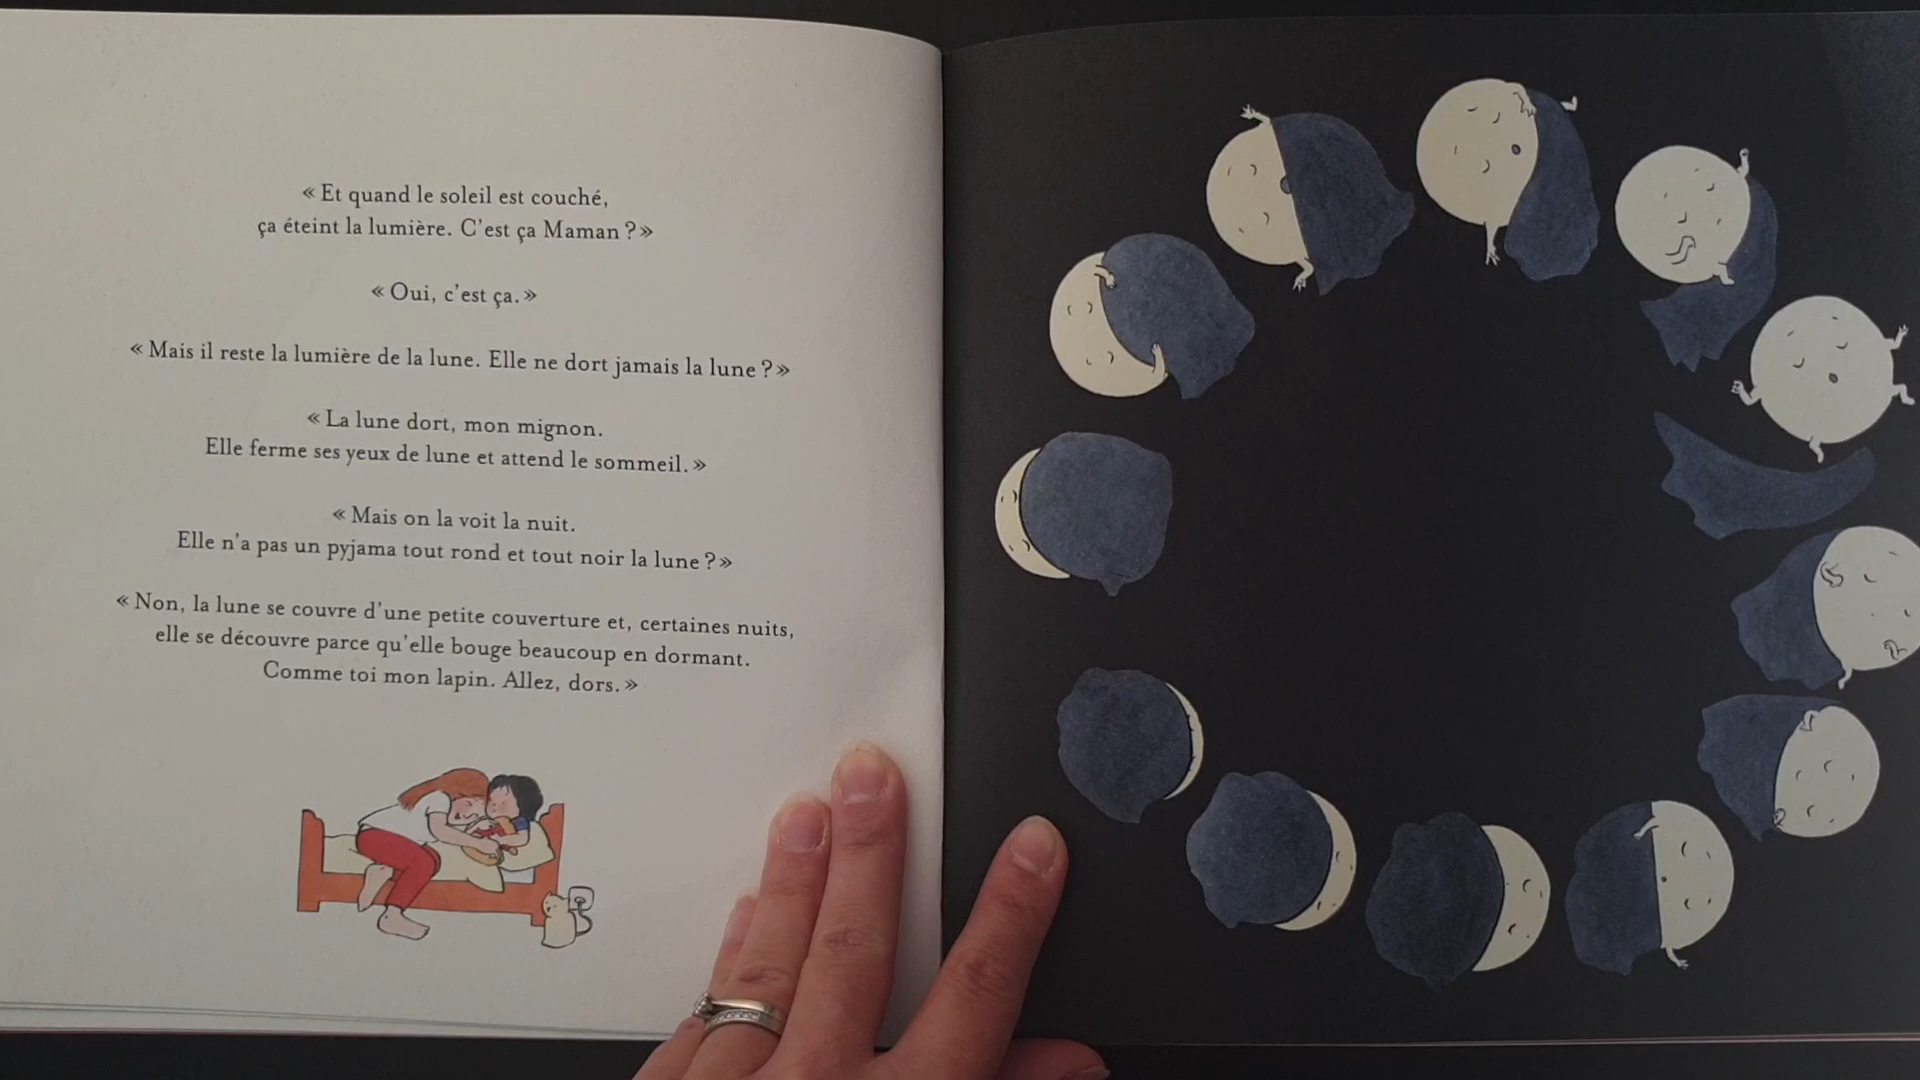 « Et quand le soleil est couché,
ça éteint la lumière. C’est ça Maman ? »
« Oui, c’est ça. »
« Mais il reste la lumière de la lune. Elle ne dort jamais la lune ? »
« La lune dort, mon mignon.
Elle ferme ses yeux de lune et attend le sommeil. »
« Mais on la voit la nuit.
Elle n’a pas un pyjama tout rond et tout noir la lune ? »
« Non, la lune se couvre d’une petite couverture et, certaines nuits,
elle se découvre parce qu’elle bouge beaucoup en dormant.
Comme toi mon lapin. Allez, dors. »